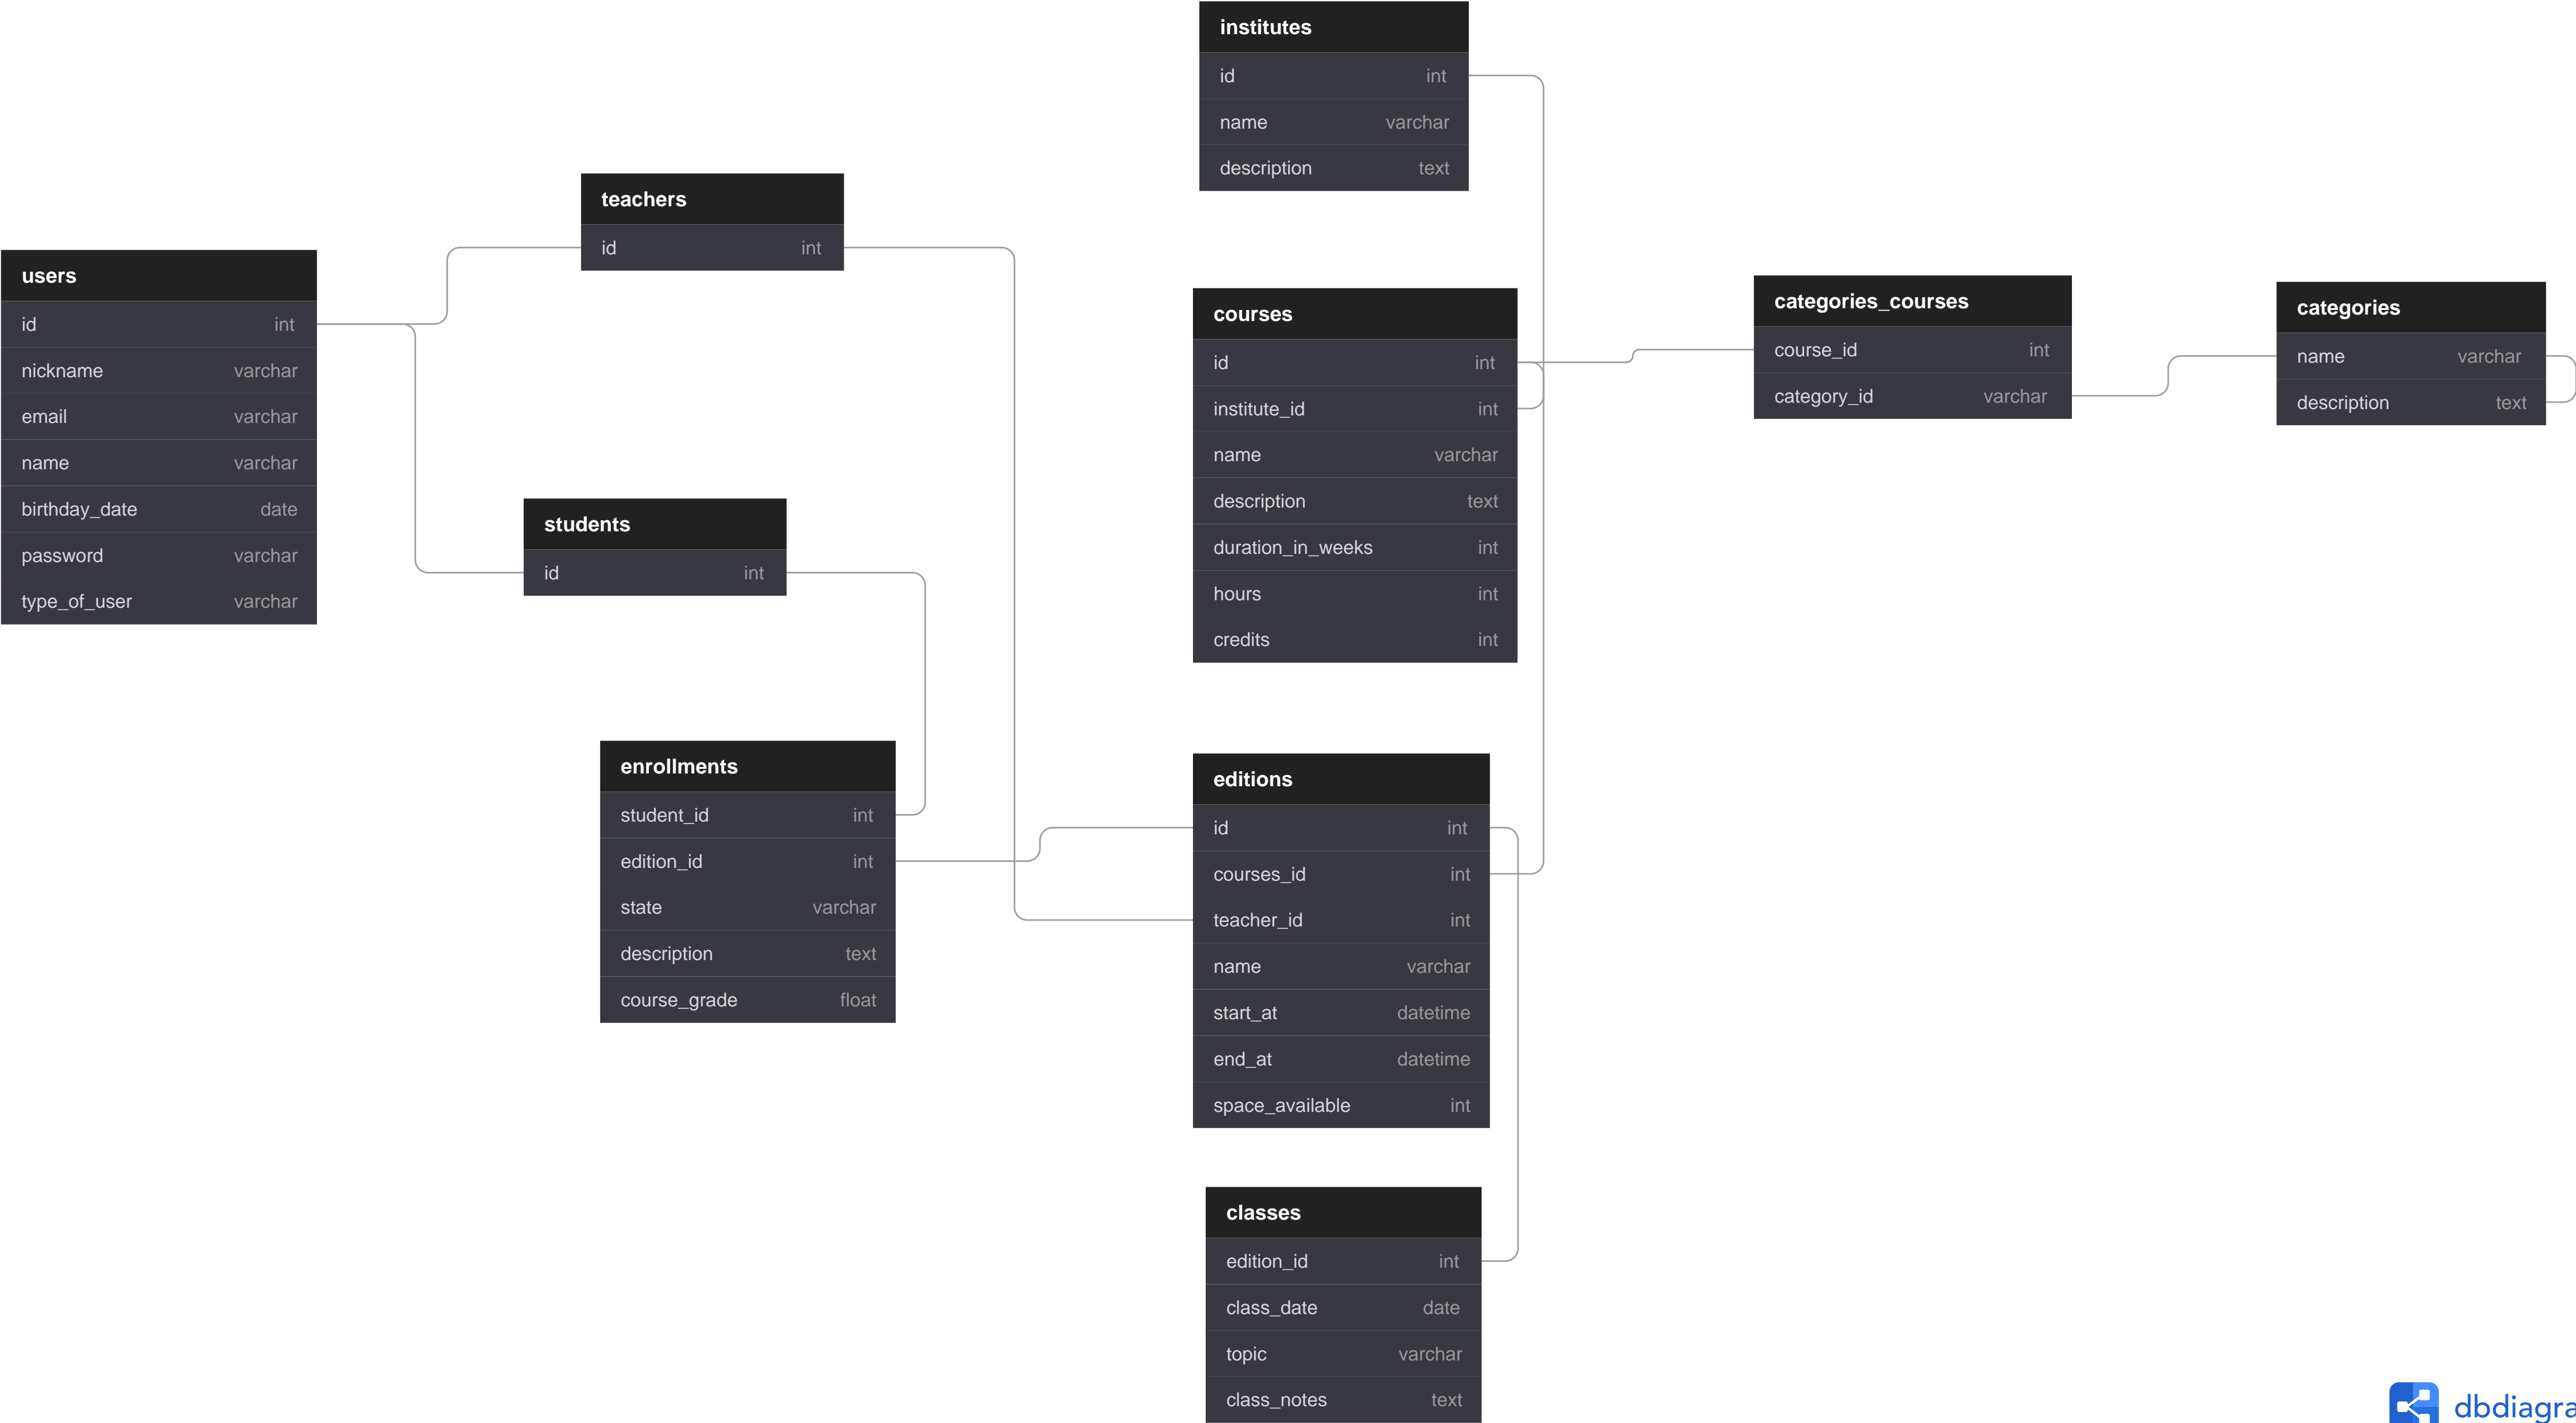 institutes
id int
name varchar
description text
teachers
id int
users
id int
nickname varchar
email varchar
name varchar
birthday_date date
password varchar
type_of_user varchar
courses
id int
institute_id int
name varchar
description text
duration_in_weeks int
hours int
credits int
categories_courses
course_id int
category_id varchar
categories
name varchar
description text
students
id int
enrollments
student_id int
edition_id int
state varchar
description text
course_grade float
editions
id int
courses_id int
teacher_id int
name varchar
start_at datetime
end_at datetime
space_available int
classes
edition_id int
class_date date
topic varchar
class_notes text
dbdiagra